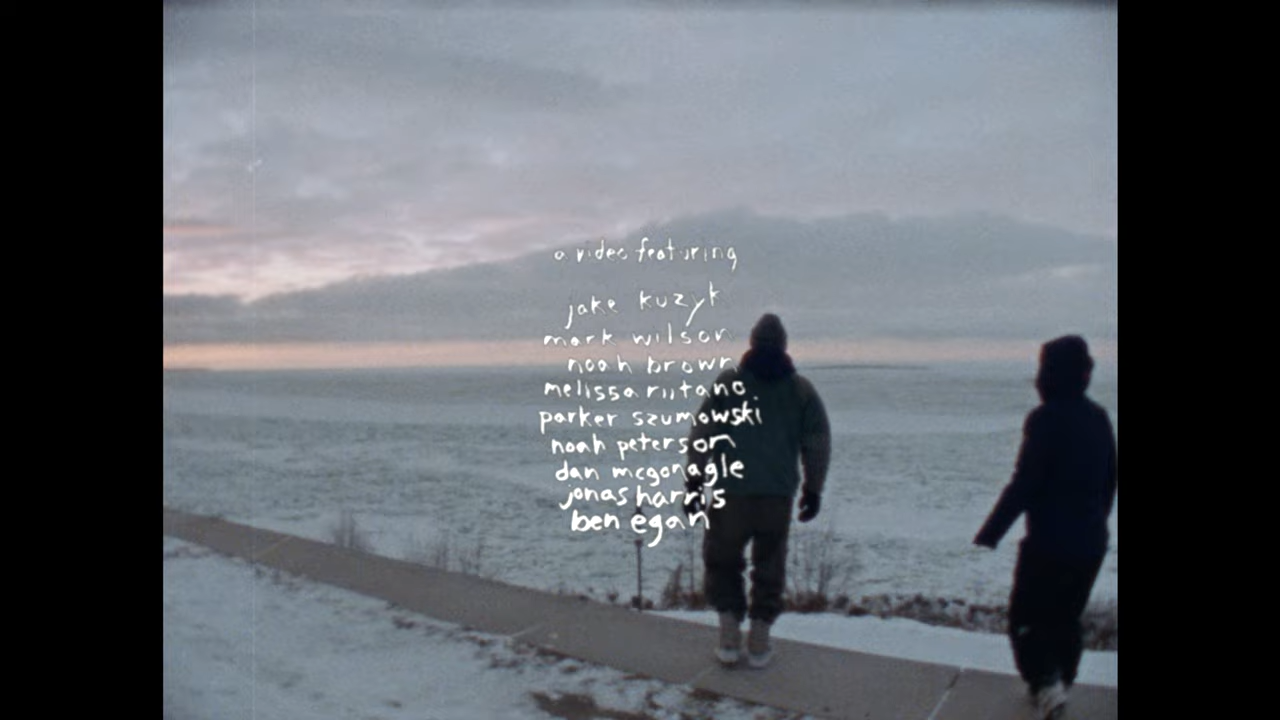 a video featuring
jake kuzyk
mark wilson
noah brown
melissa riitano
parker szumowski
noah peterson
dan mcgonagle
jonas harris
ben egan